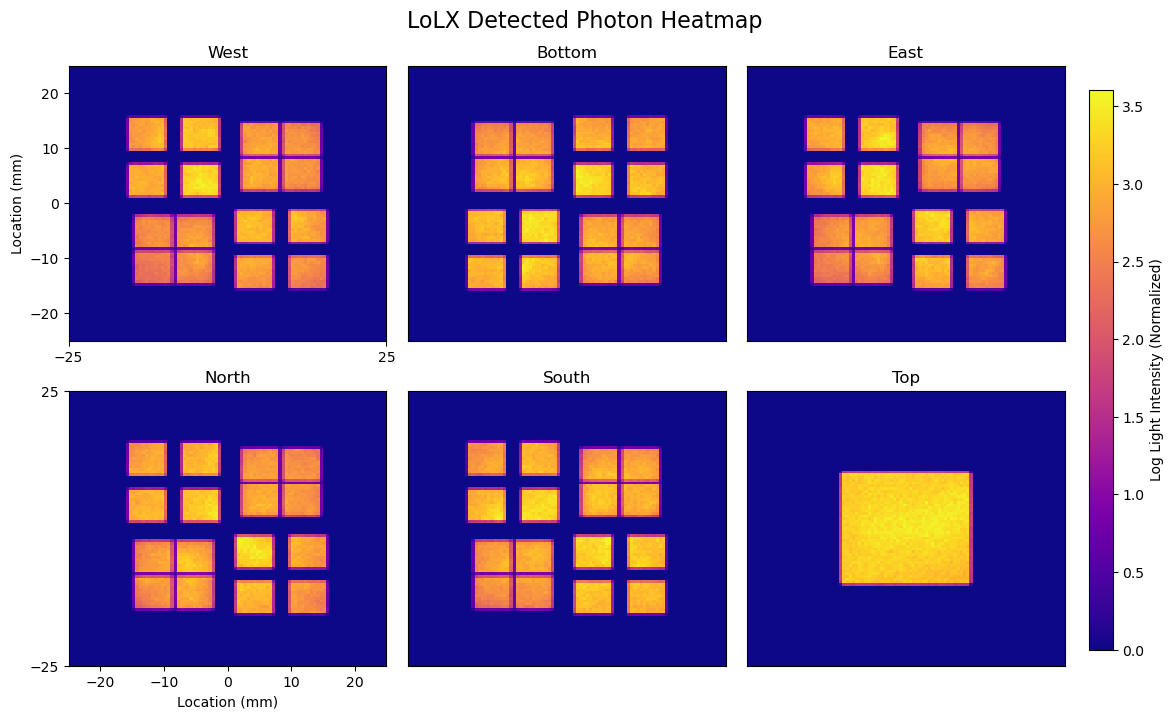 LoLX Detected Photon Heatmap
West
Bottom
East
20
10
0
−10
−20
Location (mm)
−25
25
3.5
3.0
2.5
2.0
1.5
1.0
0.5
0.0
Log Light Intensity (Normalized)
North
South
Top
25
−25
−20
−10
0
10
20
Location (mm)